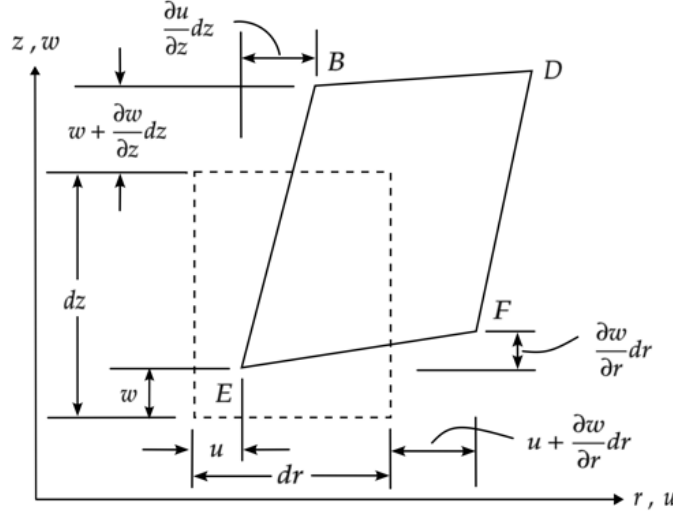 ∂u/∂z dz
z , w
B
D
w + ∂w/∂z dz
dz
F
∂w/∂r dr
w
E
u
u + ∂w/∂r dr
dr
r , u